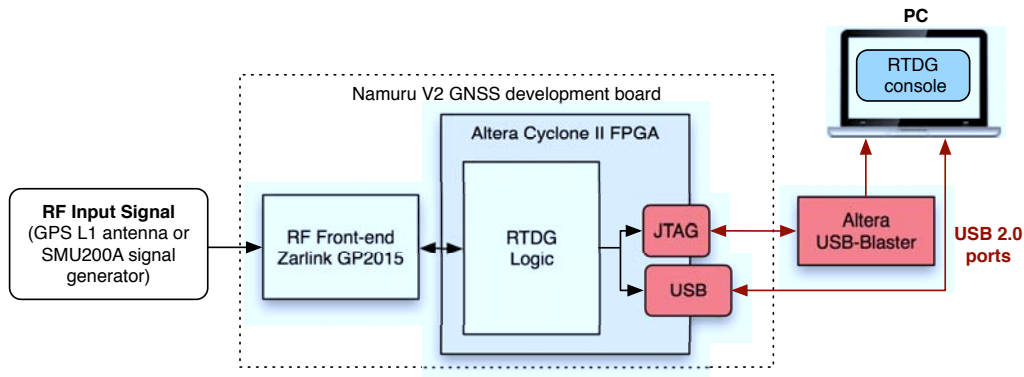 PC
RTDG
console
Namuru V2 GNSS development board
Altera Cyclone II FPGA
RF Input Signal
(GPS L1 antenna or
SMU200A signal
generator)
RF Front-end
Zarlink GP2015
RTDG
Logic
JTAG
USB
Altera
USB-Blaster
USB 2.0
ports